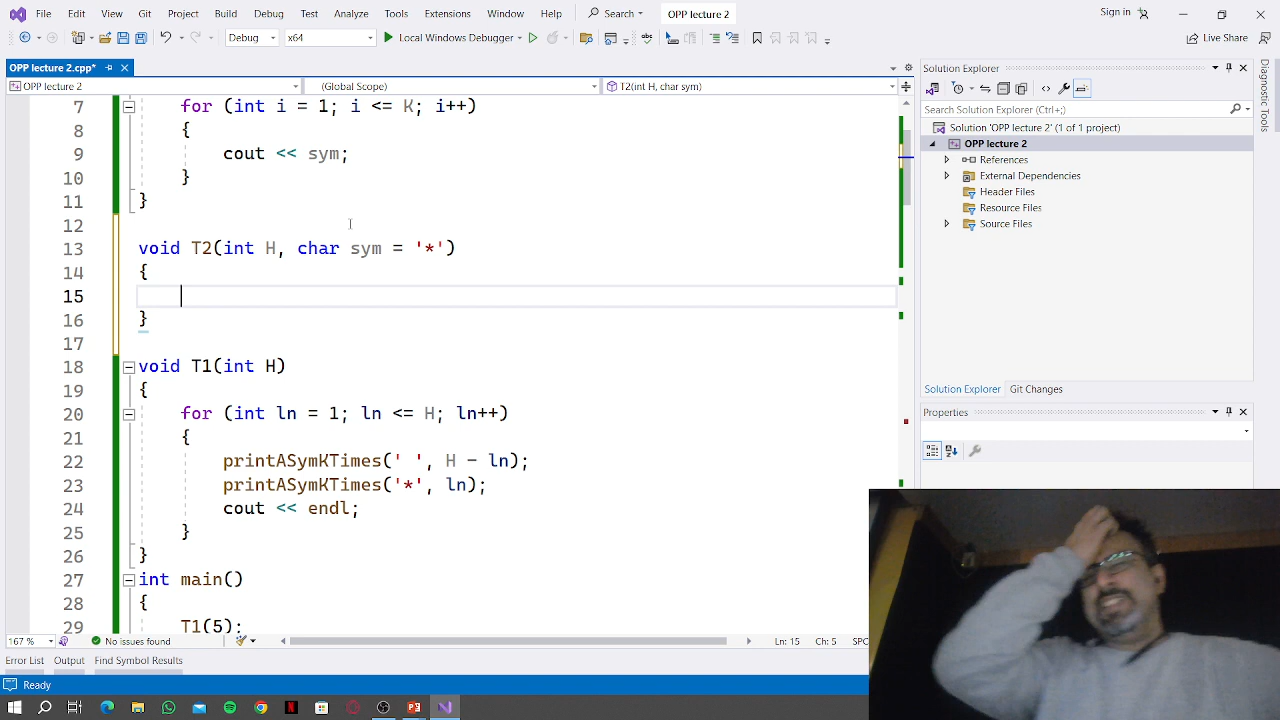 File Edit View Git Project Build Debug Test Analyze Tools Extensions Window Help Search OPP lecture 2 Sign in
Debug x64 Local Windows Debugger Live Share
OPP lecture 2.cpp*
OPP lecture 2 (Global Scope) T2(int H, char sym)
7 for (int i = 1; i <= K; i++)
8 {
9 cout << sym;
10 }
11 }
12
13 void T2(int H, char sym = '*')
14 {
15
16 }
17
18 void T1(int H)
19 {
20 for (int ln = 1; ln <= H; ln++)
21 {
22 printASymKTimes(' ', H - ln);
23 printASymKTimes('*', ln);
24 cout << endl;
25 }
26 }
27 int main()
28 {
29 T1(5);
167 % No issues found Ln: 15 Ch: 5 SPC
Error List Output Find Symbol Results
Ready
Solution Explorer
Search Solution Explorer (Ctrl+;)
Solution 'OPP lecture 2' (1 of 1 project)
OPP lecture 2
References
External Dependencies
Header Files
Resource Files
Source Files
Solution Explorer Git Changes
Properties
Diagnostic Tools